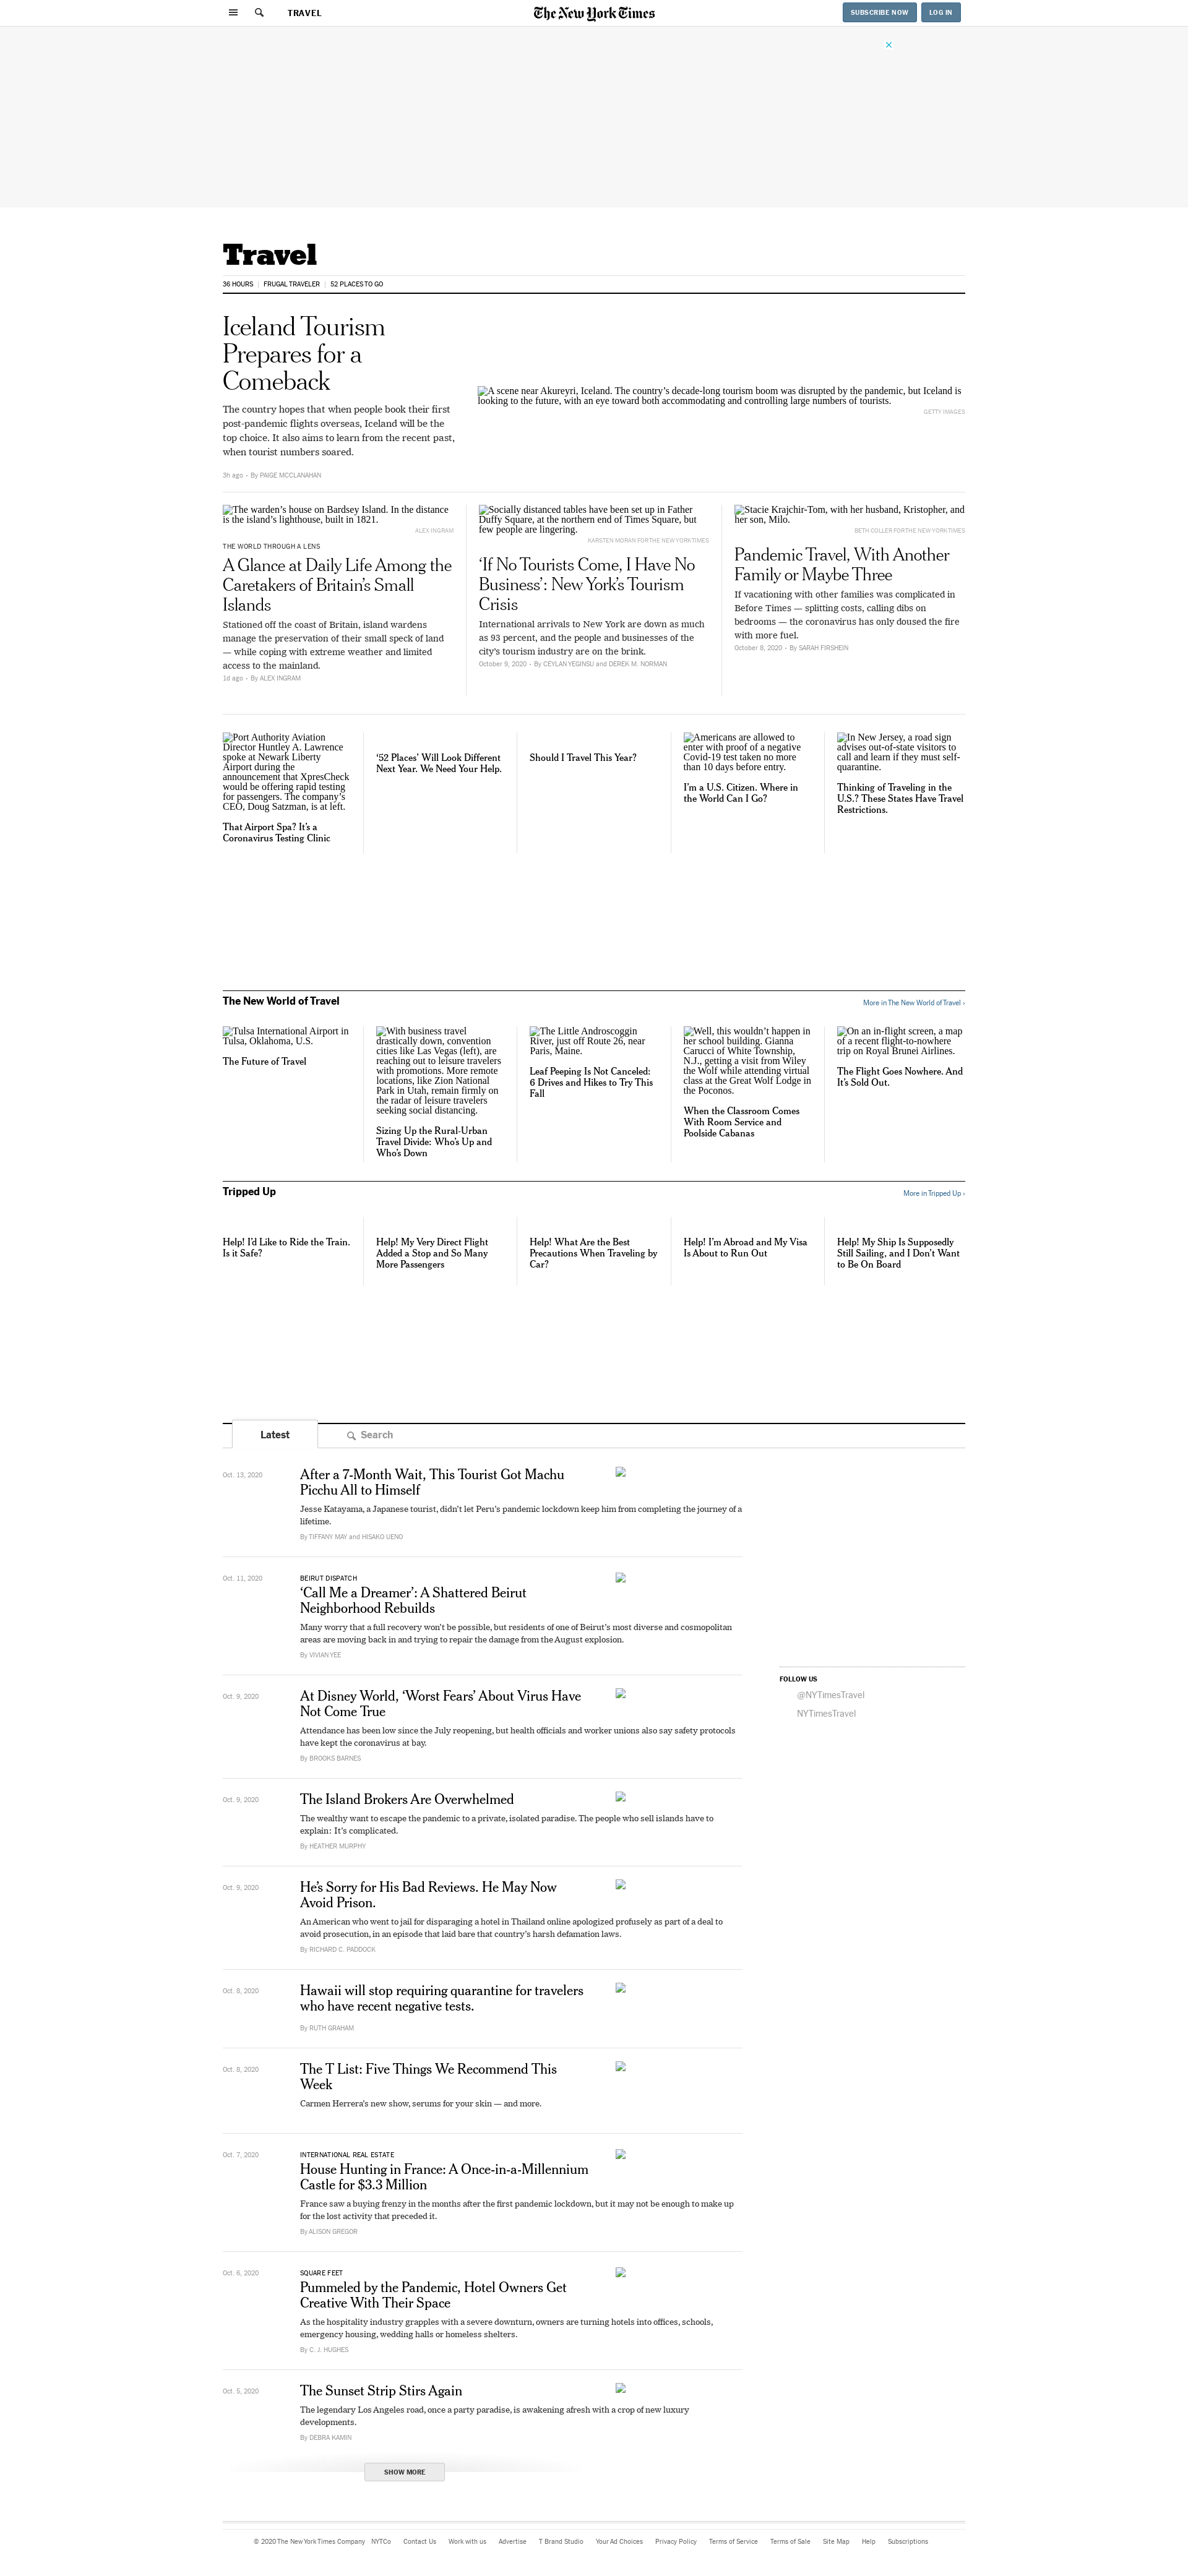 TRAVEL
The New York Times
SUBSCRIBE NOW
LOG IN
Travel
36 HOURS
FRUGAL TRAVELER
52 PLACES TO GO
Iceland Tourism
Prepares for a
Comeback
The country hopes that when people book their first
post-pandemic flights overseas, Iceland will be the
top choice. It also aims to learn from the recent past,
when tourist numbers soared.
3h ago • By PAIGE MCCLANAHAN
A scene near Akureyri, Iceland. The country’s decade-long tourism boom was disrupted by the pandemic, but Iceland is
looking to the future, with an eye toward both accommodating and controlling large numbers of tourists.
GETTY IMAGES
The warden’s house on Bardsey Island. In the distance
is the island’s lighthouse, built in 1821.
ALEX INGRAM
THE WORLD THROUGH A LENS
A Glance at Daily Life Among the
Caretakers of Britain’s Small
Islands
Stationed off the coast of Britain, island wardens
manage the preservation of their small speck of land
— while coping with extreme weather and limited
access to the mainland.
1d ago • By ALEX INGRAM
Socially distanced tables have been set up in Father
Duffy Square, at the northern end of Times Square, but
few people are lingering.
KARSTEN MORAN FOR THE NEW YORK TIMES
‘If No Tourists Come, I Have No
Business’: New York’s Tourism
Crisis
International arrivals to New York are down as much
as 93 percent, and the people and businesses of the
city’s tourism industry are on the brink.
October 9, 2020 • By CEYLAN YEGINSU and DEREK M. NORMAN
Stacie Krajchir-Tom, with her husband, Kristopher, and
her son, Milo.
BETH COLLER FOR THE NEW YORK TIMES
Pandemic Travel, With Another
Family or Maybe Three
If vacationing with other families was complicated in
Before Times — splitting costs, calling dibs on
bedrooms — the coronavirus has only doused the fire
with more fuel.
October 8, 2020 • By SARAH FIRSHEIN
Port Authority Aviation
Director Huntley A. Lawrence
spoke at Newark Liberty
Airport during the
announcement that XpresCheck
would be offering rapid testing
for passengers. The company’s
CEO, Doug Satzman, is at left.
That Airport Spa? It’s a
Coronavirus Testing Clinic
‘52 Places’ Will Look Different
Next Year. We Need Your Help.
Should I Travel This Year?
Americans are allowed to
enter with proof of a negative
Covid-19 test taken no more
than 10 days before entry.
I’m a U.S. Citizen. Where in
the World Can I Go?
In New Jersey, a road sign
advises out-of-state visitors to
call and learn if they must self-
quarantine.
Thinking of Traveling in the
U.S.? These States Have Travel
Restrictions.
The New World of Travel
More in The New World of Travel ›
Tulsa International Airport in
Tulsa, Oklahoma, U.S.
The Future of Travel
With business travel
drastically down, convention
cities like Las Vegas (left), are
reaching out to leisure travelers
with promotions. More remote
locations, like Zion National
Park in Utah, remain firmly on
the radar of leisure travelers
seeking social distancing.
Sizing Up the Rural-Urban
Travel Divide: Who’s Up and
Who’s Down
The Little Androscoggin
River, just off Route 26, near
Paris, Maine.
Leaf Peeping Is Not Canceled:
6 Drives and Hikes to Try This
Fall
Well, this wouldn’t happen in
her school building. Gianna
Carucci of White Township,
N.J., getting a visit from Wiley
the Wolf while attending virtual
class at the Great Wolf Lodge in
the Poconos.
When the Classroom Comes
With Room Service and
Poolside Cabanas
On an in-flight screen, a map
of a recent flight-to-nowhere
trip on Royal Brunei Airlines.
The Flight Goes Nowhere. And
It’s Sold Out.
Tripped Up
More in Tripped Up ›
Help! I’d Like to Ride the Train.
Is it Safe?
Help! My Very Direct Flight
Added a Stop and So Many
More Passengers
Help! What Are the Best
Precautions When Traveling by
Car?
Help! I’m Abroad and My Visa
Is About to Run Out
Help! My Ship Is Supposedly
Still Sailing, and I Don’t Want
to Be On Board
Latest
Search
Oct. 13, 2020
After a 7-Month Wait, This Tourist Got Machu
Picchu All to Himself
Jesse Katayama, a Japanese tourist, didn’t let Peru’s pandemic lockdown keep him from completing the journey of a
lifetime.
By TIFFANY MAY and HISAKO UENO
Oct. 11, 2020
BEIRUT DISPATCH
‘Call Me a Dreamer’: A Shattered Beirut
Neighborhood Rebuilds
Many worry that a full recovery won’t be possible, but residents of one of Beirut’s most diverse and cosmopolitan
areas are moving back in and trying to repair the damage from the August explosion.
By VIVIAN YEE
FOLLOW US
@NYTimesTravel
NYTimesTravel
Oct. 9, 2020
At Disney World, ‘Worst Fears’ About Virus Have
Not Come True
Attendance has been low since the July reopening, but health officials and worker unions also say safety protocols
have kept the coronavirus at bay.
By BROOKS BARNES
Oct. 9, 2020
The Island Brokers Are Overwhelmed
The wealthy want to escape the pandemic to a private, isolated paradise. The people who sell islands have to
explain: It’s complicated.
By HEATHER MURPHY
Oct. 9, 2020
He’s Sorry for His Bad Reviews. He May Now
Avoid Prison.
An American who went to jail for disparaging a hotel in Thailand online apologized profusely as part of a deal to
avoid prosecution, in an episode that laid bare that country’s harsh defamation laws.
By RICHARD C. PADDOCK
Oct. 8, 2020
Hawaii will stop requiring quarantine for travelers
who have recent negative tests.
By RUTH GRAHAM
Oct. 8, 2020
The T List: Five Things We Recommend This
Week
Carmen Herrera’s new show, serums for your skin — and more.
Oct. 7, 2020
INTERNATIONAL REAL ESTATE
House Hunting in France: A Once-in-a-Millennium
Castle for $3.3 Million
France saw a buying frenzy in the months after the first pandemic lockdown, but it may not be enough to make up
for the lost activity that preceded it.
By ALISON GREGOR
Oct. 6, 2020
SQUARE FEET
Pummeled by the Pandemic, Hotel Owners Get
Creative With Their Space
As the hospitality industry grapples with a severe downturn, owners are turning hotels into offices, schools,
emergency housing, wedding halls or homeless shelters.
By C. J. HUGHES
Oct. 5, 2020
The Sunset Strip Stirs Again
The legendary Los Angeles road, once a party paradise, is awakening afresh with a crop of new luxury
developments.
By DEBRA KAMIN
SHOW MORE
© 2020 The New York Times Company NYTCo Contact Us Work with us Advertise T Brand Studio Your Ad Choices Privacy Policy Terms of Service Terms of Sale Site Map Help Subscriptions